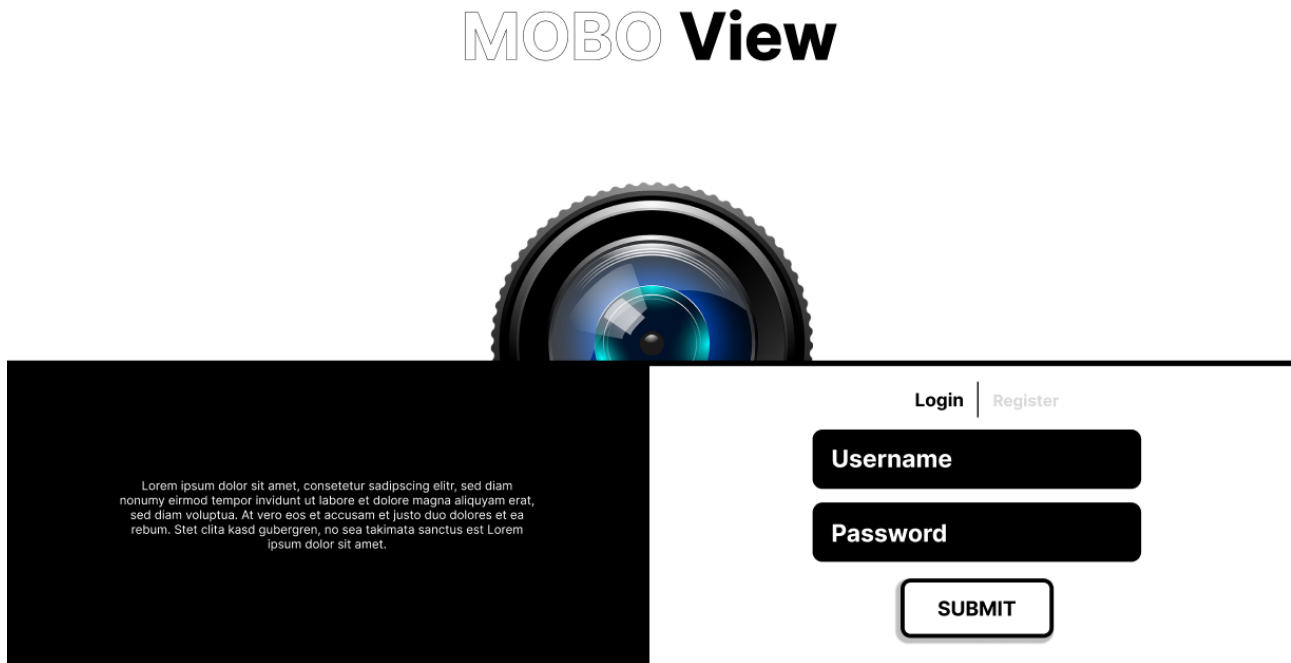 MOBO View
Lorem ipsum dolor sit amet, consetetur sadipscing elitr, sed diam
nonumy eirmod tempor invidunt ut labore et dolore magna aliquyam erat,
sed diam voluptua. At vero eos et accusam et justo duo dolores et ea
rebum. Stet clita kasd gubergren, no sea takimata sanctus est Lorem
ipsum dolor sit amet.
Login Register
Username
Password
SUBMIT